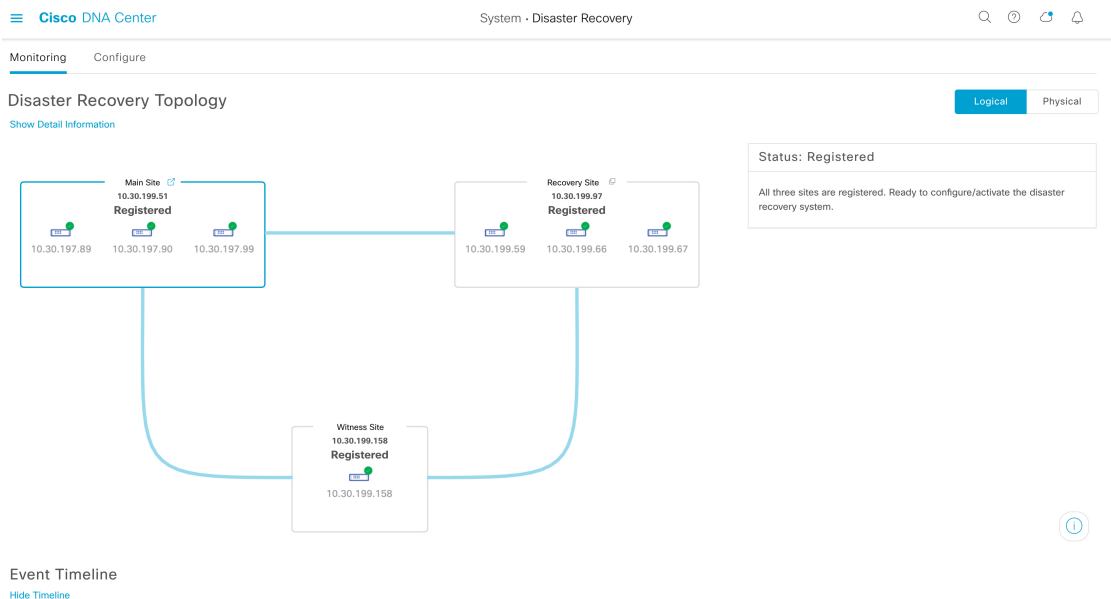 Cisco DNA Center
System · Disaster Recovery
Monitoring Configure
Disaster Recovery Topology
Logical Physical
Show Detail Information
Status: Registered
All three sites are registered. Ready to configure/activate the disaster
recovery system.
Main Site
10.30.199.51
Registered
10.30.197.89 10.30.197.90 10.30.197.99
Recovery Site
10.30.199.97
Registered
10.30.199.59 10.30.199.66 10.30.199.67
Witness Site
10.30.199.158
Registered
10.30.199.158
Event Timeline
Hide Timeline